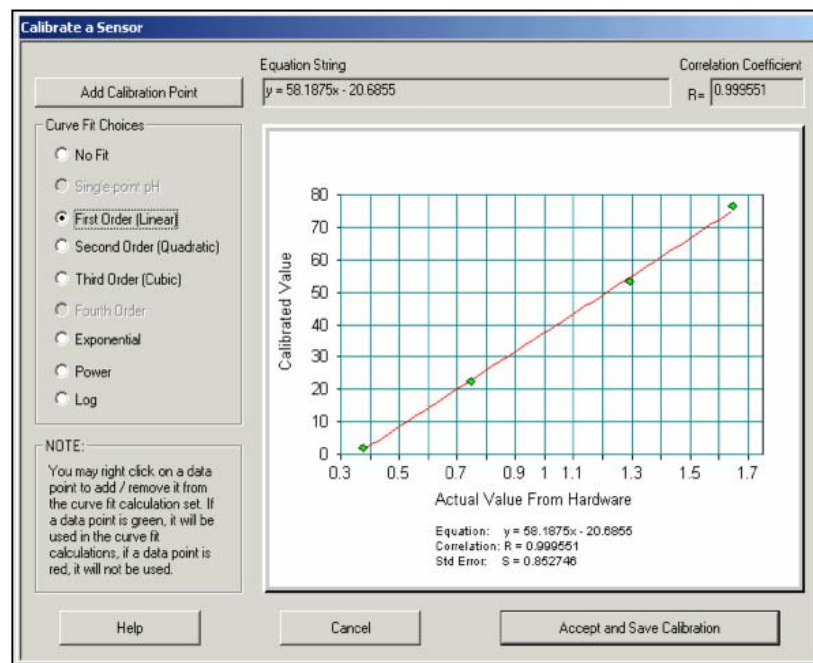 Calibrate a Sensor
Equation String
Correlation Coefficient
Add Calibration Point
y = 58.1875x - 20.6855
R= 0.999551
Curve Fit Choices
No Fit
Single-point pH
First Order (Linear)
Second Order (Quadratic)
Third Order (Cubic)
Fourth Order
Exponential
Power
Log
NOTE:
You may right click on a data
point to add / remove it from
the curve fit calculation set. If
a data point is green, it will be
used in the curve fit
calculations, if a data point is
red, it will not be used.
Calibrated Value
80
70
60
50
40
30
20
10
0
0.3 0.5 0.7 0.9 1 1.1 1.3 1.5 1.7
Actual Value From Hardware
Equation: y = 58.1875x - 20.6855
Correlation: R = 0.999551
Std Error: S = 0.852746
Help
Cancel
Accept and Save Calibration